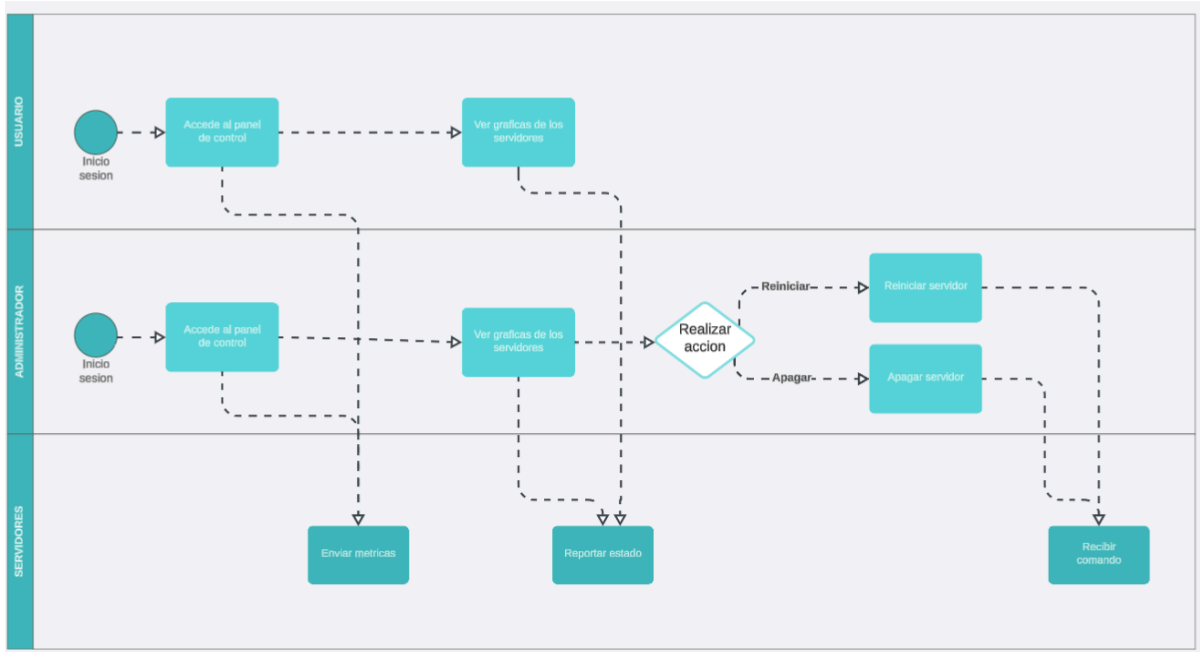 USUARIO
Inicio
sesion
Accede al panel
de control
Ver graficas de los
servidores
ADMINISTRADOR
Inicio
sesion
Accede al panel
de control
Ver graficas de los
servidores
Realizar
accion
Reiniciar
Reiniciar servidor
Apagar
Apagar servidor
SERVIDORES
Enviar metricas
Reportar estado
Recibir
comando